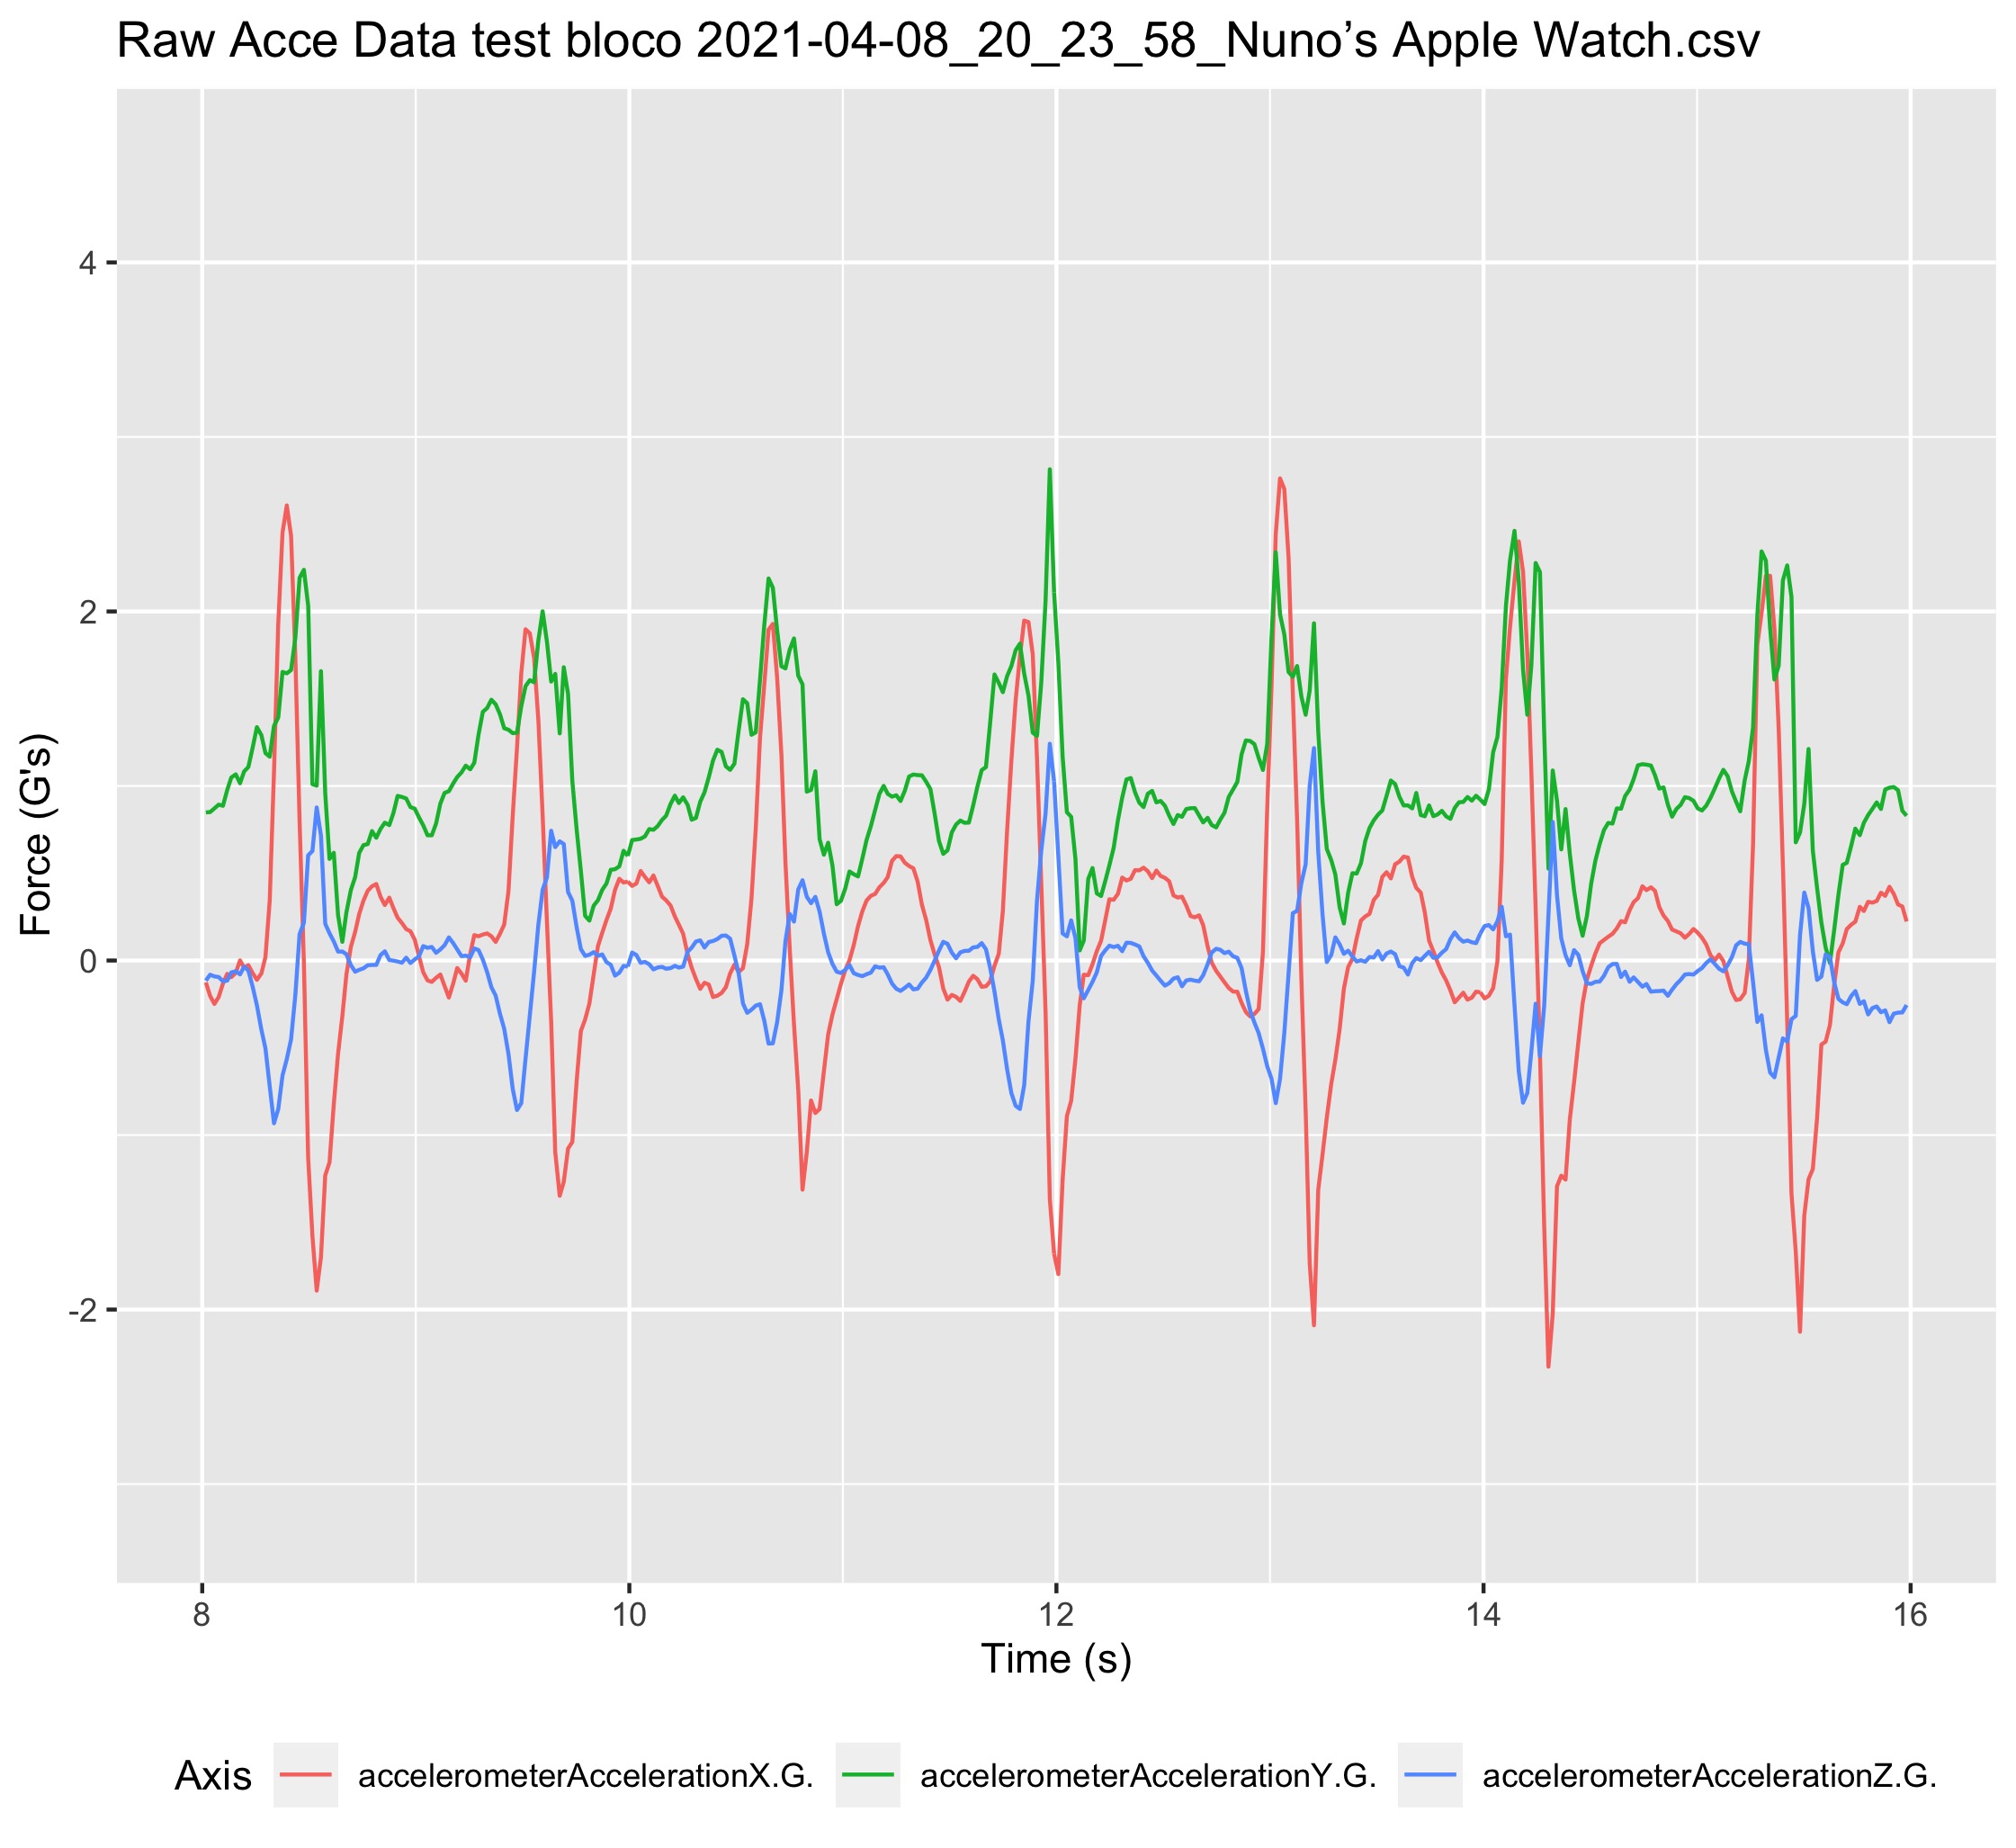 Raw Acce Data test bloco 2021-04-08_20_23_58_Nuno’s Apple Watch.csv
Force (G's)
4
2
0
-2
8 10 12 14 16
Time (s)
Axis accelerometerAccelerationX.G. accelerometerAccelerationY.G. accelerometerAccelerationZ.G.